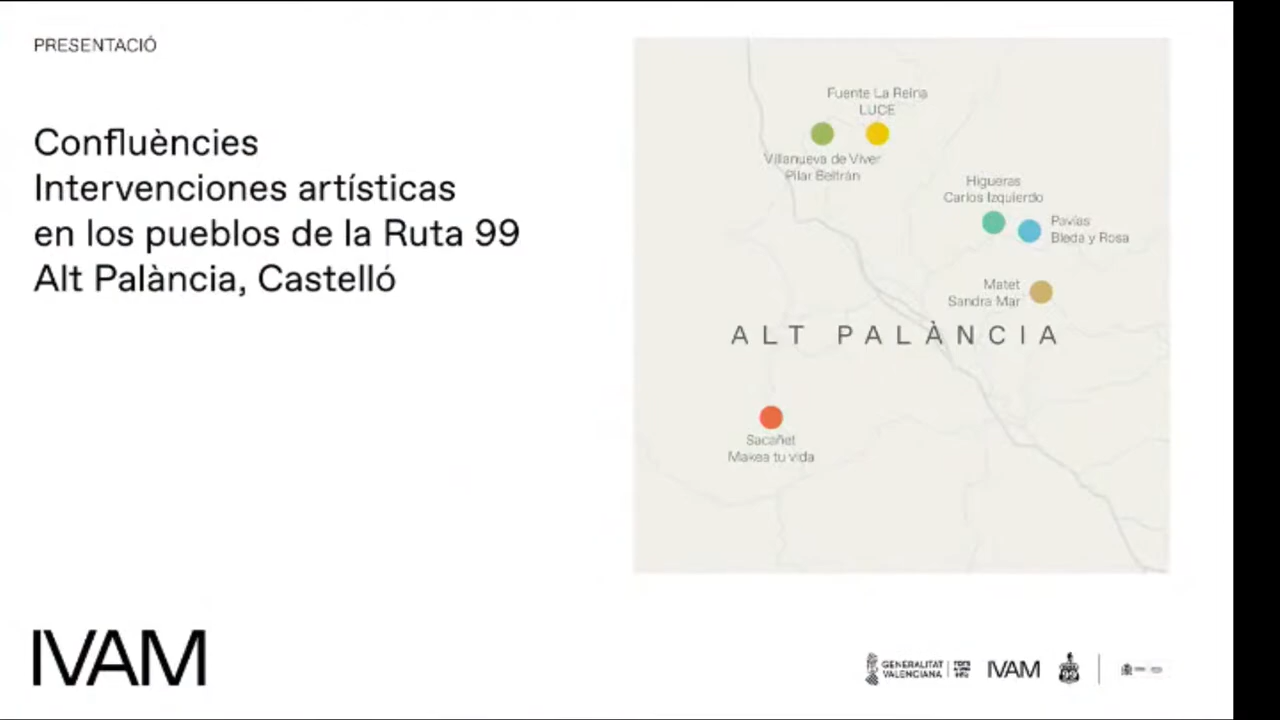 PRESENTACIÓ
Confluències
Intervenciones artísticas
en los pueblos de la Ruta 99
Alt Palància, Castelló
Fuente La Reina
LUCE
Villanueva de Viver
Pilar Beltrán
Higueras
Carlos Izquierdo
Pavías
Bleda y Rosa
Matet
Sandra Mar
ALT PALÀNCIA
Sacañet
Makea tu vida
IVAM
GENERALITAT
VALENCIANA
IVAM
99